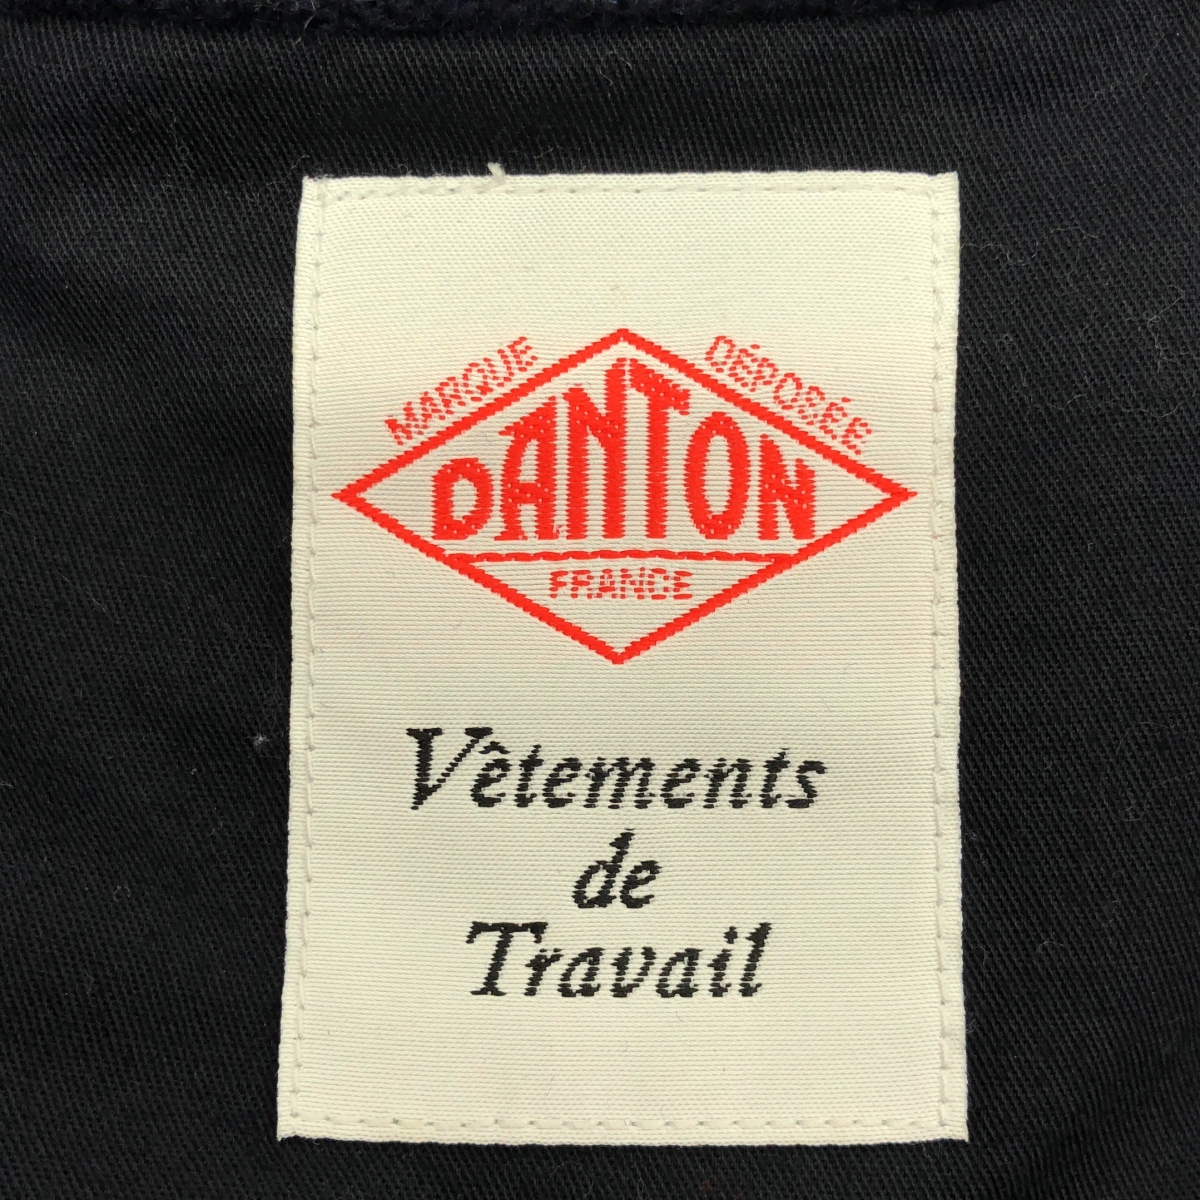 MARQUE DÉPOSÉE
DANTON
FRANCE
Vêtements
de
Travail